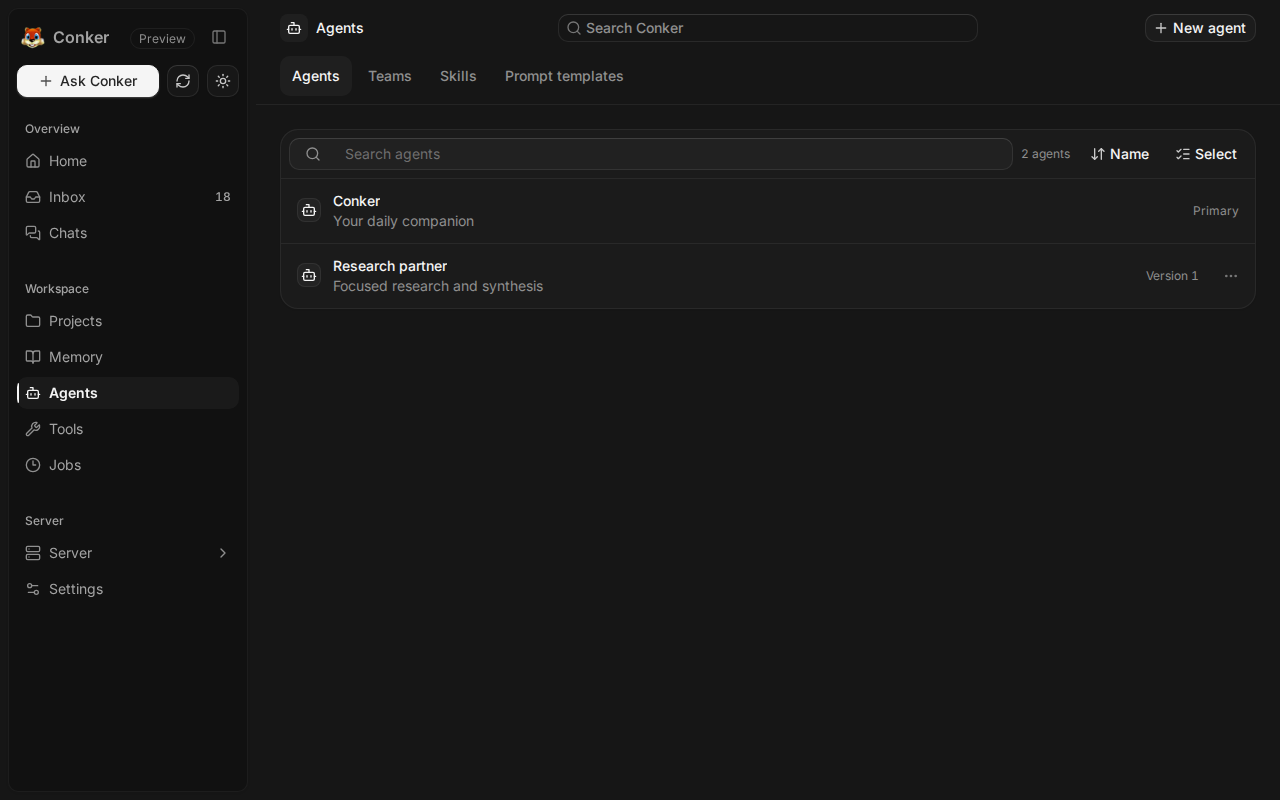 Conker
Preview
Ask Conker
Overview
Home
Inbox 18
Chats
Workspace
Projects
Memory
Agents
Tools
Jobs
Server
Server
Settings
Agents
Search Conker
New agent
Agents Teams Skills Prompt templates
Search agents 2 agents Name Select
Conker
Your daily companion
Primary
Research partner
Focused research and synthesis
Version 1